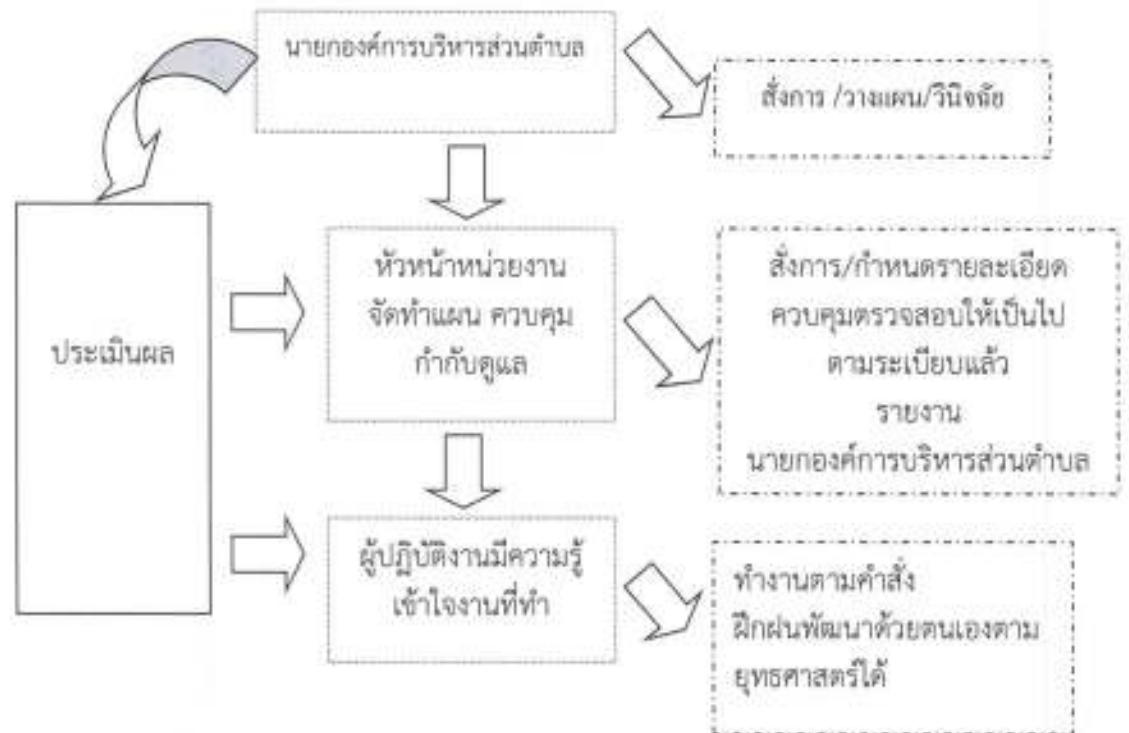 นายกองค์การบริหารส่วนตำบล
สั่งการ /วางแผน/วินิจฉัย
ประเมินผล
หัวหน้าหน่วยงาน
จัดทำแผน ควบคุม
กำกับดูแล
สั่งการ/กำหนดรายละเอียด
ควบคุมตรวจสอบให้เป็นไป
ตามระเบียบแล้ว
รายงาน
นายกองค์การบริหารส่วนตำบล
ผู้ปฏิบัติงานมีความรู้
เข้าใจงานที่ทำ
ทำงานตามคำสั่ง
ฝึกฝนพัฒนาด้วยตนเองตาม
ยุทธศาสตร์ได้